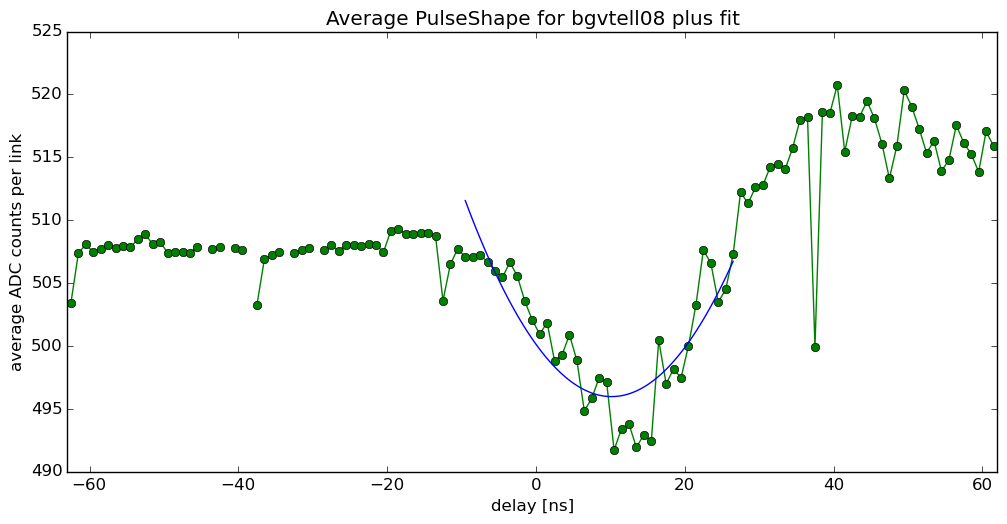 Average PulseShape for bgvtell08 plus fit
525
520
515
510
505
500
495
490
average ADC counts per link
−60 −40 −20 0 20 40 60
delay [ns]